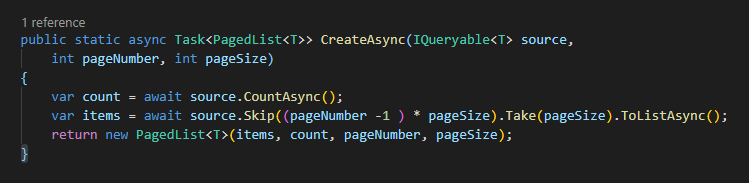 1 reference
public static async Task<PagedList<T>> CreateAsync(IQueryable<T> source,
    int pageNumber, int pageSize)
{
    var count = await source.CountAsync();
    var items = await source.Skip((pageNumber -1 ) * pageSize).Take(pageSize).ToListAsync();
    return new PagedList<T>(items, count, pageNumber, pageSize);
}